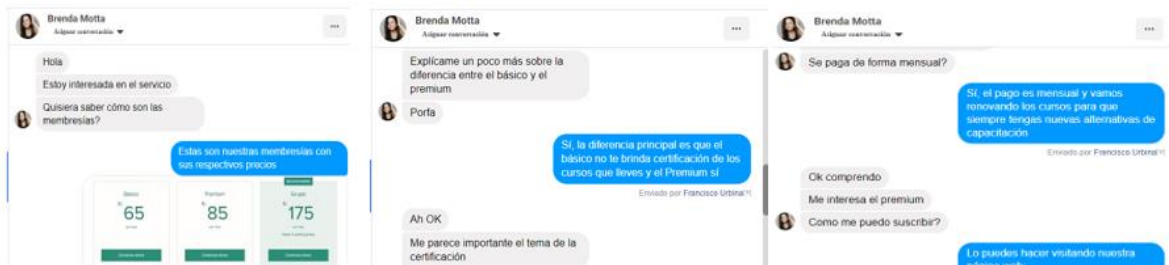 Brenda Motta
Asignar conversación
Hola
Estoy interesada en el servicio
Quisiera saber cómo son las
membresías?
Estas son nuestras membresías con
sus respectivos precios
Básico
Premium
Grupal
65
85
175
Brenda Motta
Asignar conversación
Explícame un poco más sobre la
diferencia entre el básico y el
premium
Porfa
Sí, la diferencia principal es que el
básico no te brinda certificación de los
cursos que lleves y el Premium sí
Enviado por Francisco Urbina
Ah OK
Me parece importante el tema de la
certificación
Brenda Motta
Asignar conversación
Se paga de forma mensual?
Sí, el pago es mensual y vamos
renovando los cursos para que
siempre tengas nuevas alternativas de
capacitación
Enviado por Francisco Urbina
Ok comprendo
Me interesa el premium
Como me puedo suscribir?
Lo puedes hacer visitando nuestra
página web